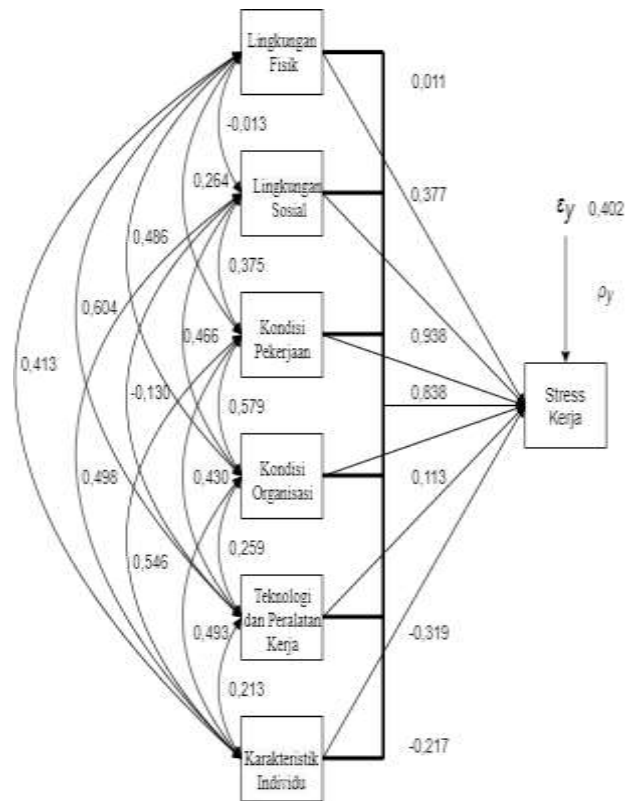 Lingkungan
Fisik
0,011
-0,013
0,264
Lingkungan
Sosial
0,377
εy 0,402
0,486
0,375
ρy
0,604
0,466
Kondisi
Pekerjaan
0,938
0,413
-0,130
0,579
0,838
Stress
Kerja
0,498
0,430
Kondisi
Organisasi
0,113
0,259
0,546
Teknologi
dan Peralatan
Kerja
0,493
-0,319
0,213
Karakteristik
Individu
-0,217